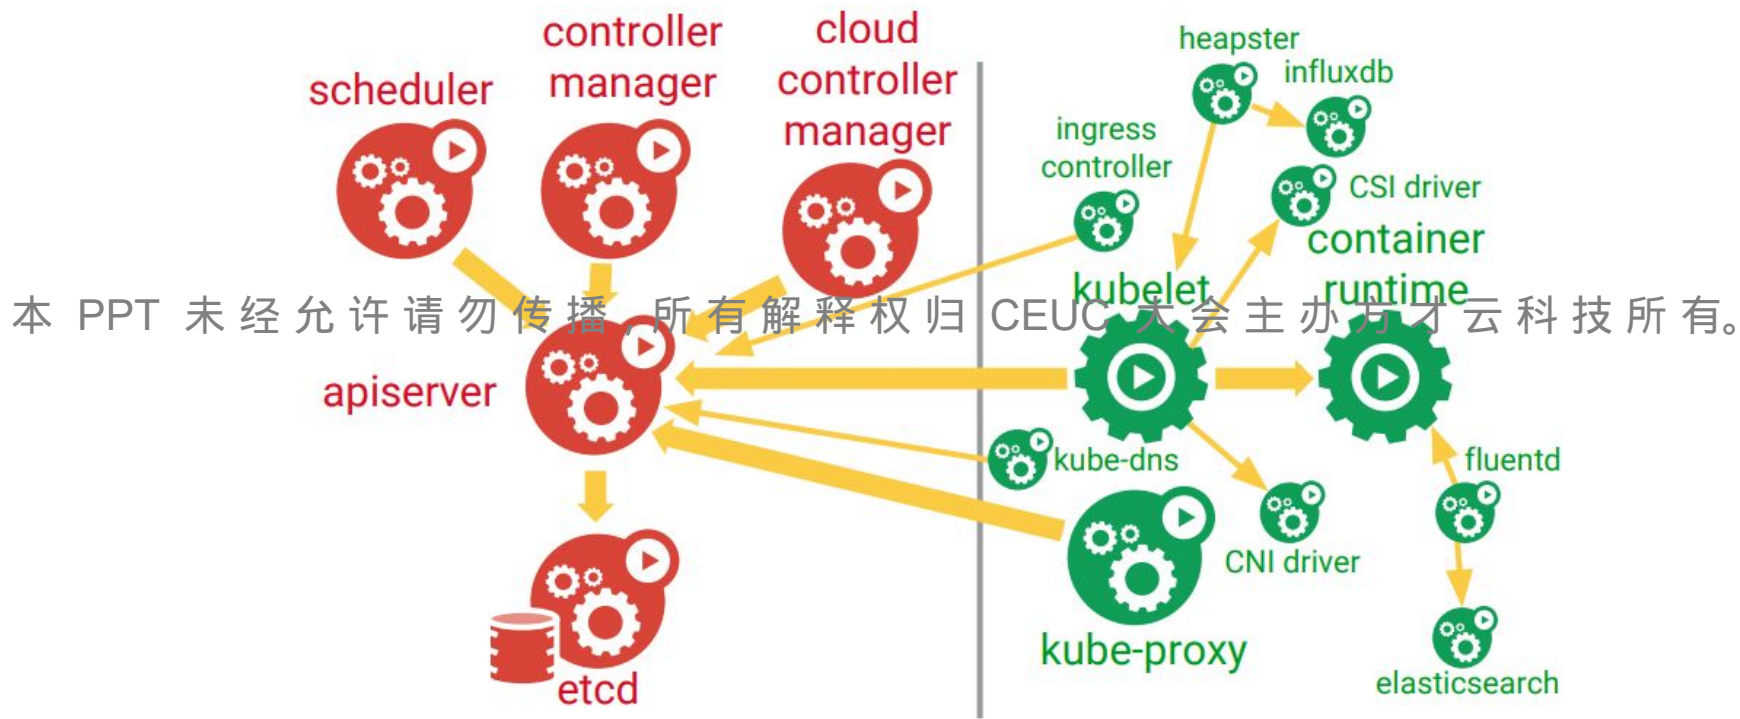 scheduler
controller
manager
cloud
controller
manager
heapster
influxdb
ingress
controller
CSI driver
container
runtime
kubelet
本 PPT 未经允许请勿传播，所有解释权归 CEUC 大会主办方才云科技所有。
apiserver
kube-dns
fluentd
CNI driver
kube-proxy
etcd
elasticsearch